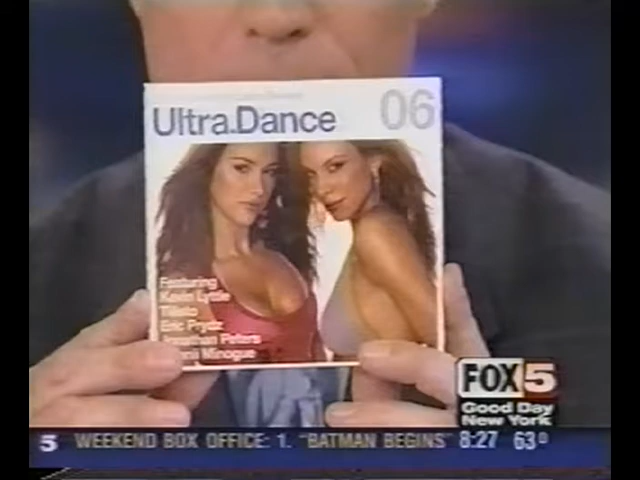 Ultra.Dance 06
Featuring
Kevin Lyttle
Tiësto
Eric Prydz
Jonathan Peters
Minogue
FOX 5
Good Day
New York
5 WEEKEND BOX OFFICE: 1. "BATMAN BEGINS" 8:27 63°